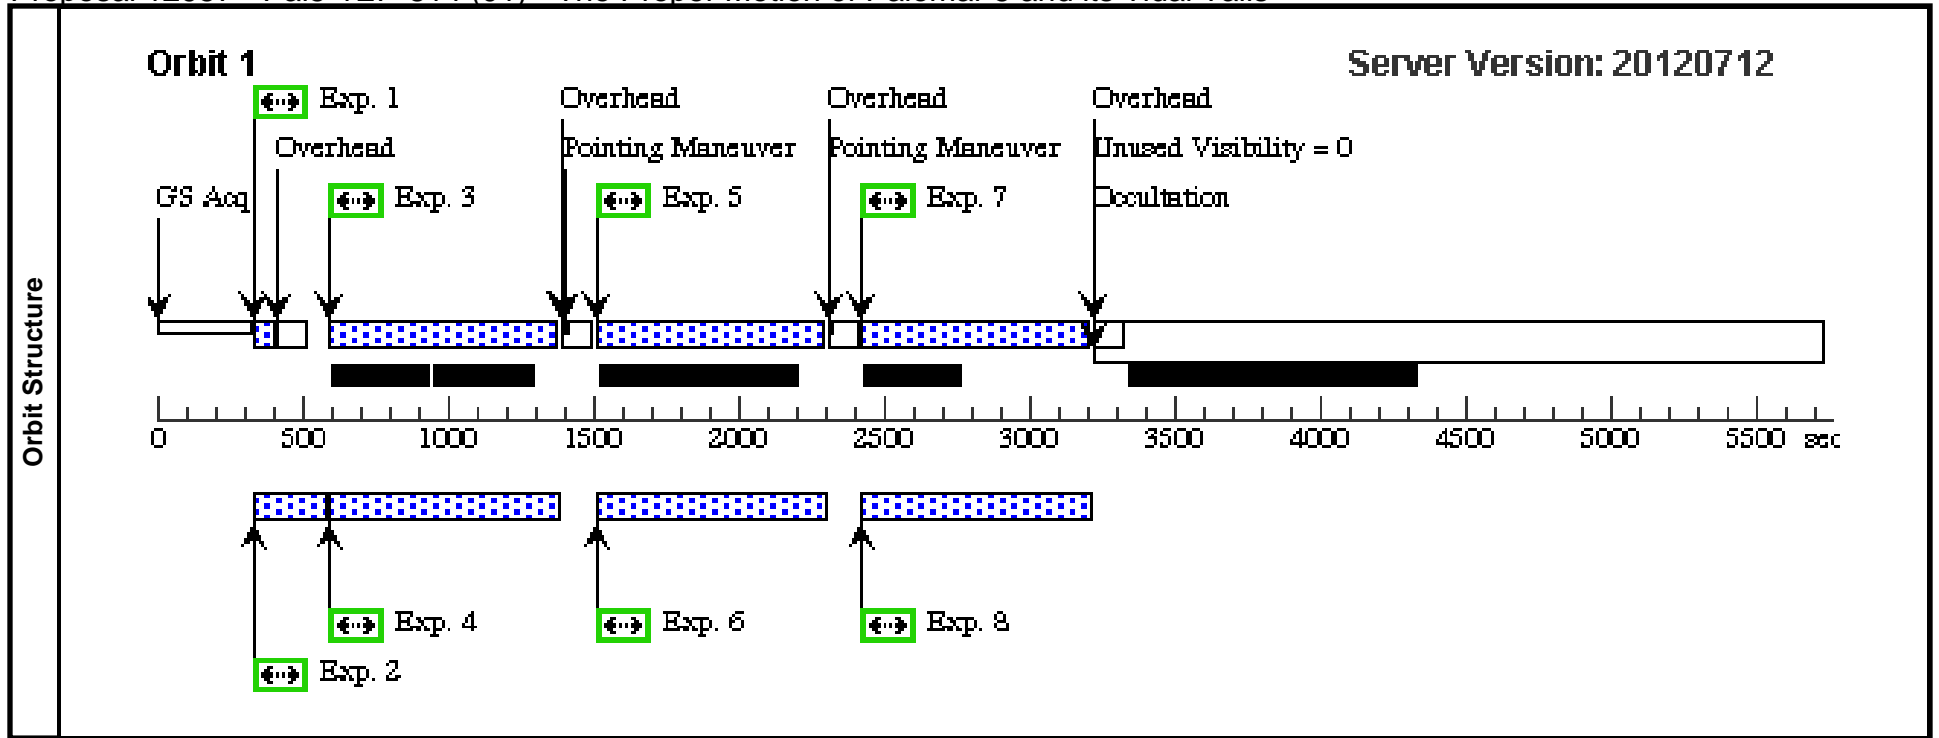 Orbit 1
Server Version: 20120712
Exp. 1
Overhead
Overhead
Overhead
Overhead
Pointing Maneuver
Pointing Maneuver
Unused Visibility = 0
GS Acq
Exp. 3
Exp. 5
Exp. 7
Occultation
Orbit Structure
0 500 1000 1500 2000 2500 3000 3500 4000 4500 5000 5500 sec
Exp. 4
Exp. 6
Exp. 8
Exp. 2